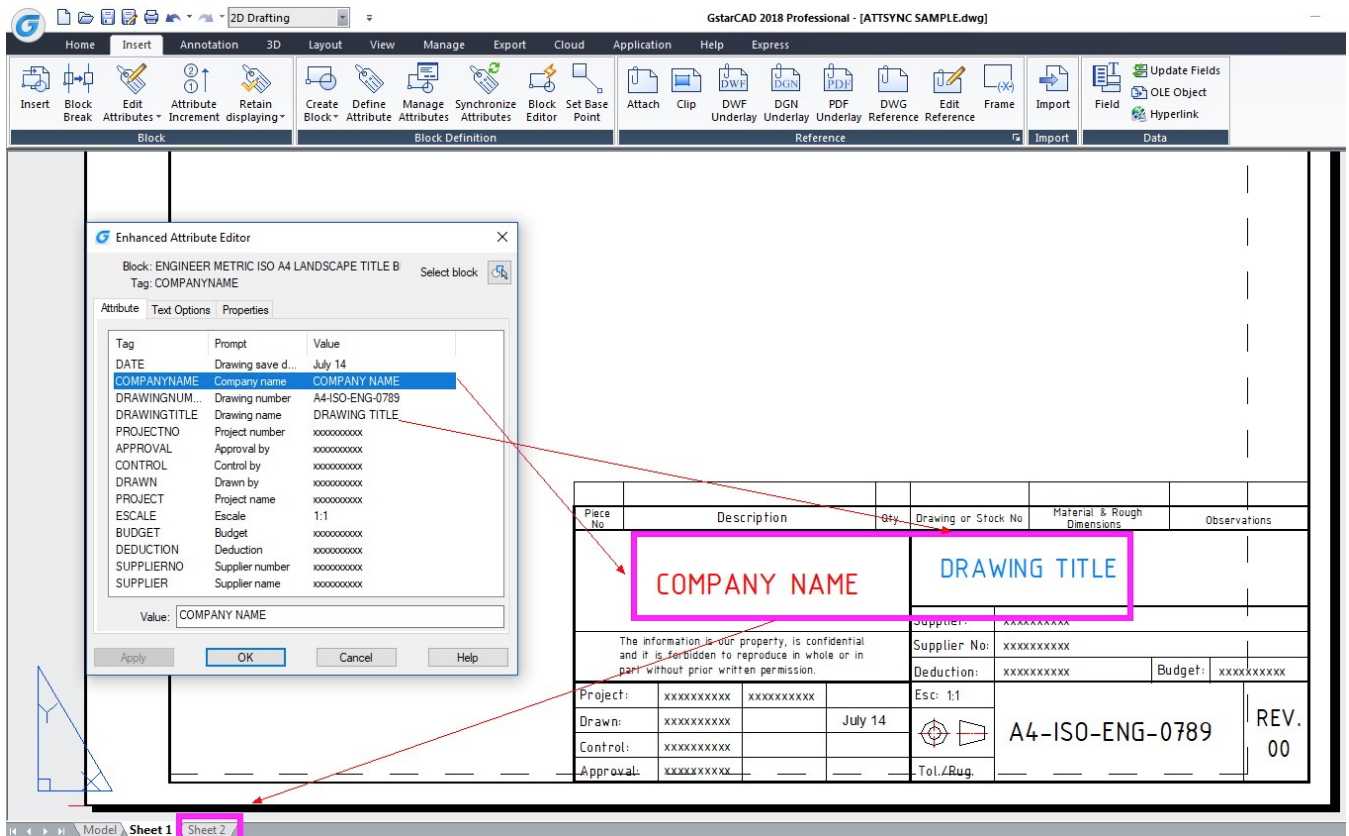 2D Drafting
GstarCAD 2018 Professional - [ATTSYNC SAMPLE.dwg]
Home Insert Annotation 3D Layout View Manage Export Cloud Application Help Express
Insert
Block Break
Edit Attributes
Attribute Increment
Retain displaying
Create Block
Define Attribute
Manage Attributes
Synchronize Attributes
Block Editor
Set Base Point
Attach
Clip
DWF
DWF Underlay
DGN
DGN Underlay
PDF
PDF Underlay
DWG Reference
Edit Reference
Frame
Import
Field
Update Fields
OLE Object
Hyperlink
Block Block Definition Reference Import Data
Enhanced Attribute Editor
Block: ENGINEER METRIC ISO A4 LANDSCAPE TITLE B
Tag: COMPANYNAME
Select block
Attribute Text Options Properties
Tag Prompt Value
DATE Drawing save d... July 14
COMPANYNAME Company name COMPANY NAME
DRAWINGNUM... Drawing number A4-ISO-ENG-0789
DRAWINGTITLE Drawing name DRAWING TITLE
PROJECTNO Project number xxxxxxxxxx
APPROVAL Approval by xxxxxxxxxx
CONTROL Control by xxxxxxxxxx
DRAWN Drawn by xxxxxxxxxx
PROJECT Project name xxxxxxxxxx
ESCALE Escale 1:1
BUDGET Budget xxxxxxxxxx
DEDUCTION Deduction xxxxxxxxxx
SUPPLIERNO Supplier number xxxxxxxxxx
SUPPLIER Supplier name xxxxxxxxxx
Value: COMPANY NAME
Apply OK Cancel Help
Piece No Description Qty Drawing or Stock No Material & Rough Dimensions Observations
COMPANY NAME
DRAWING TITLE
The information is our property, is confidential
and it is forbidden to reproduce in whole or in
part without prior written permission.
Supplier: xxxxxxxxxx
Supplier No: xxxxxxxxxx
Deduction: xxxxxxxxxx Budget: xxxxxxxxxx
Project: xxxxxxxxxx xxxxxxxxxx
Drawn: xxxxxxxxxx July 14
Control: xxxxxxxxxx
Approval: xxxxxxxxxx
Esc: 1:1
Tol./Rug.
A4-ISO-ENG-0789
REV.
00
Y
X
Model Sheet 1 Sheet 2